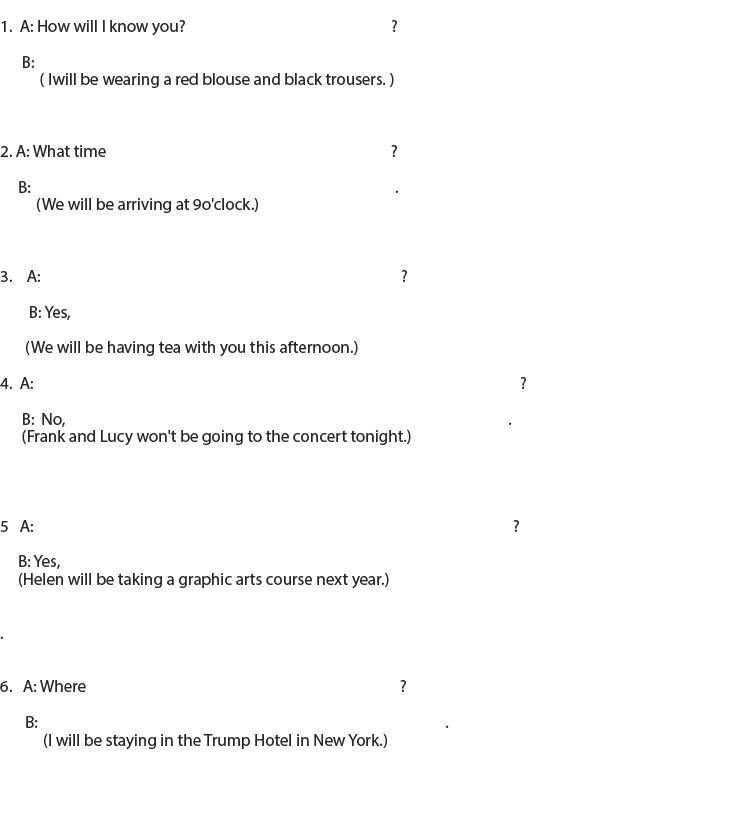 1. A: How will I know you? ?
B:
( Iwill be wearing a red blouse and black trousers. )
2. A: What time ?
B: .
(We will be arriving at 9o'clock.)
3. A: ?
B: Yes,
(We will be having tea with you this afternoon.)
4. A: ?
B: No, .
(Frank and Lucy won't be going to the concert tonight.)
5 A: ?
B: Yes,
(Helen will be taking a graphic arts course next year.)
.
6. A: Where ?
B: .
(I will be staying in the Trump Hotel in New York.)